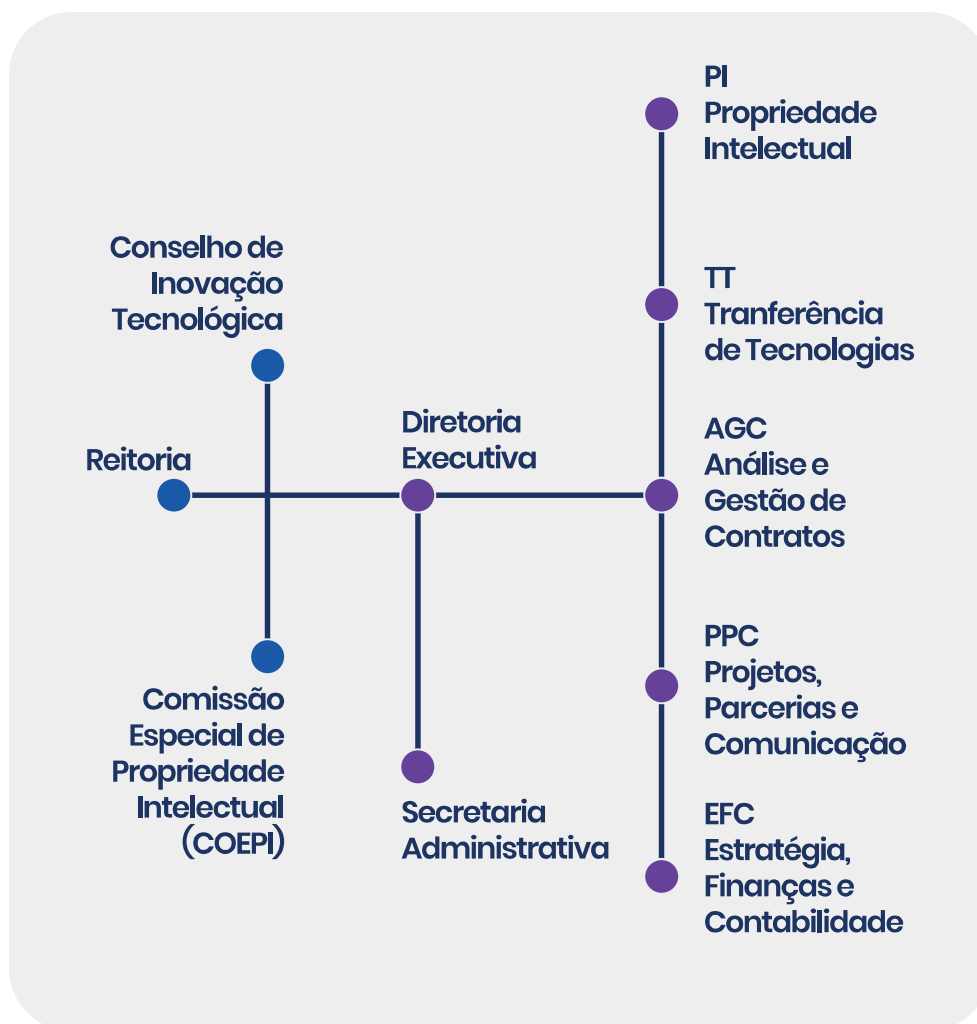 Conselho de
Inovação
Tecnológica
Reitoria
Comissão
Especial de
Propriedade
Intelectual
(COEPI)
Diretoria
Executiva
Secretaria
Administrativa
PI
Propriedade
Intelectual
TT
Tranferência
de Tecnologias
AGC
Análise e
Gestão de
Contratos
PPC
Projetos,
Parcerias e
Comunicação
EFC
Estratégia,
Finanças e
Contabilidade